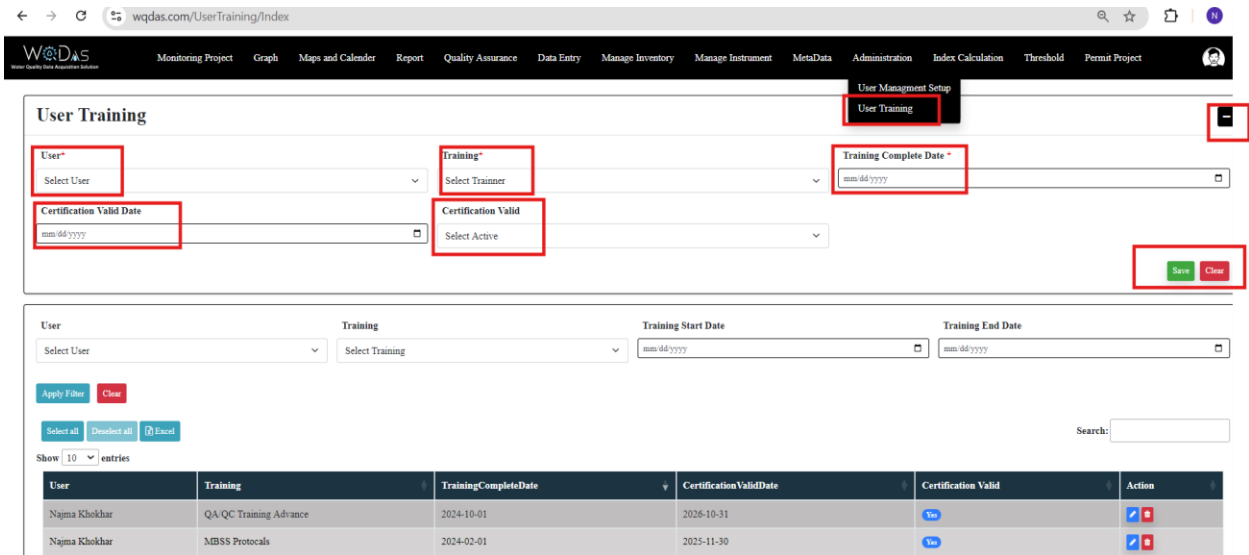 wqdas.com/UserTraining/Index
N
WQDAS
Water Quality Data Acquisition Solution
Monitoring Project Graph Maps and Calender Report Quality Assurance Data Entry Manage Inventory Manage Instrument MetaData Administration Index Calculation Threshold Permit Project
User Managment Setup
User Training
User Training
User* Training* Training Complete Date *
Select User Select Trainner mm/dd/yyyy
Certification Valid Date Certification Valid
mm/dd/yyyy Select Active
Save Clear
User Training Training Start Date Training End Date
Select User Select Training mm/dd/yyyy mm/dd/yyyy
Apply Filter Clear
Select all Deselect all Excel Search:
Show 10 entries
User Training TrainingCompleteDate CertificationValidDate Certification Valid Action
Najma Khokhar QA/QC Training Advance 2024-10-01 2026-10-31 Yes
Najma Khokhar MBSS Protocals 2024-02-01 2025-11-30 Yes